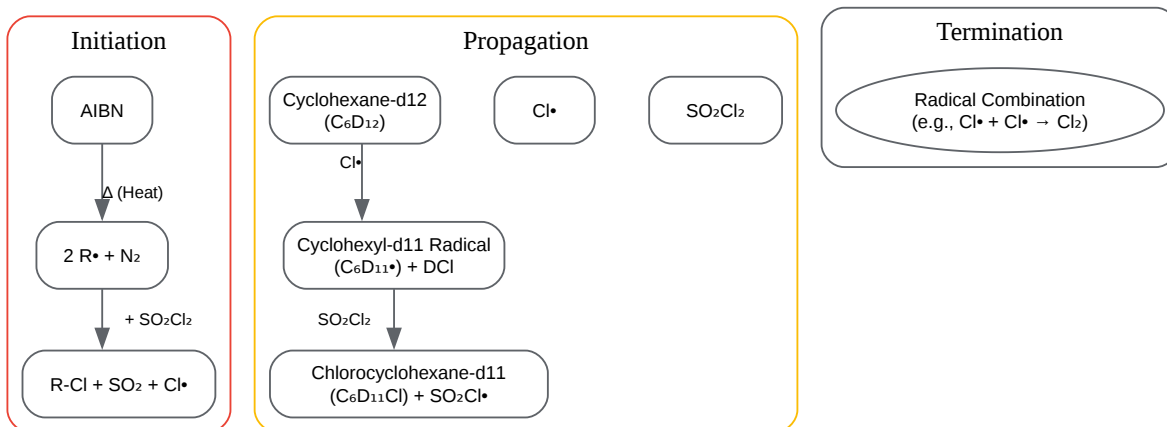 Initiation
AIBN
Δ (Heat)
2 R• + N₂
+ SO₂Cl₂
R-Cl + SO₂ + Cl•
Propagation
Cyclohexane-d12
(C₆D₁₂)
Cl•
SO₂Cl₂
Cl•
Cyclohexyl-d11 Radical
(C₆D₁₁•) + DCl
SO₂Cl₂
Chlorocyclohexane-d11
(C₆D₁₁Cl) + SO₂Cl•
Termination
Radical Combination
(e.g., Cl• + Cl• → Cl₂)